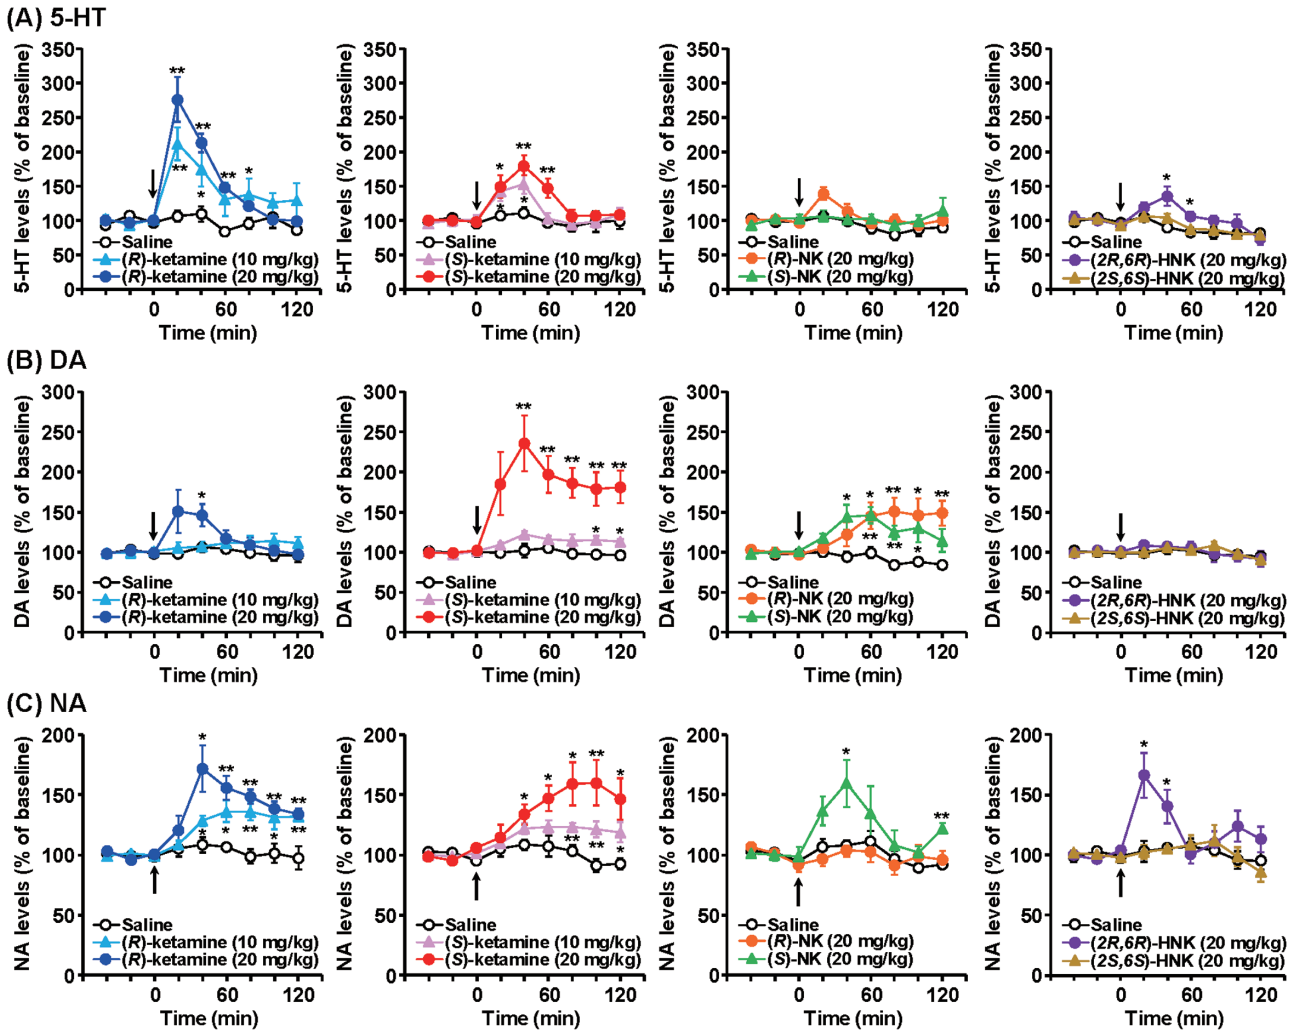 (A) 5-HT
5-HT levels (% of baseline)
350
300
250
200
150
100
50
0
** ** ** * ** *
Saline
(R)-ketamine (10 mg/kg)
(R)-ketamine (20 mg/kg)
0 60 120
Time (min)
5-HT levels (% of baseline)
350
300
250
200
150
100
50
0
* ** ** * *
Saline
(S)-ketamine (10 mg/kg)
(S)-ketamine (20 mg/kg)
0 60 120
Time (min)
5-HT levels (% of baseline)
350
300
250
200
150
100
50
0
Saline
(R)-NK (20 mg/kg)
(S)-NK (20 mg/kg)
0 60 120
Time (min)
5-HT levels (% of baseline)
350
300
250
200
150
100
50
0
* *
Saline
(2R,6R)-HNK (20 mg/kg)
(2S,6S)-HNK (20 mg/kg)
0 60 120
Time (min)
(B) DA
DA levels (% of baseline)
300
250
200
150
100
50
0
*
Saline
(R)-ketamine (10 mg/kg)
(R)-ketamine (20 mg/kg)
0 60 120
Time (min)
DA levels (% of baseline)
300
250
200
150
100
50
0
** ** ** ** **
* *
Saline
(S)-ketamine (10 mg/kg)
(S)-ketamine (20 mg/kg)
0 60 120
Time (min)
DA levels (% of baseline)
300
250
200
150
100
50
0
* * ** * **
** ** *
Saline
(R)-NK (20 mg/kg)
(S)-NK (20 mg/kg)
0 60 120
Time (min)
DA levels (% of baseline)
300
250
200
150
100
50
0
Saline
(2R,6R)-HNK (20 mg/kg)
(2S,6S)-HNK (20 mg/kg)
0 60 120
Time (min)
(C) NA
NA levels (% of baseline)
200
150
100
50
0
* ** ** ** **
* * ** * **
Saline
(R)-ketamine (10 mg/kg)
(R)-ketamine (20 mg/kg)
0 60 120
Time (min)
NA levels (% of baseline)
200
150
100
50
0
* * * ** *
** ** *
Saline
(S)-ketamine (10 mg/kg)
(S)-ketamine (20 mg/kg)
0 60 120
Time (min)
NA levels (% of baseline)
200
150
100
50
0
* **
Saline
(R)-NK (20 mg/kg)
(S)-NK (20 mg/kg)
0 60 120
Time (min)
NA levels (% of baseline)
200
150
100
50
0
* *
Saline
(2R,6R)-HNK (20 mg/kg)
(2S,6S)-HNK (20 mg/kg)
0 60 120
Time (min)